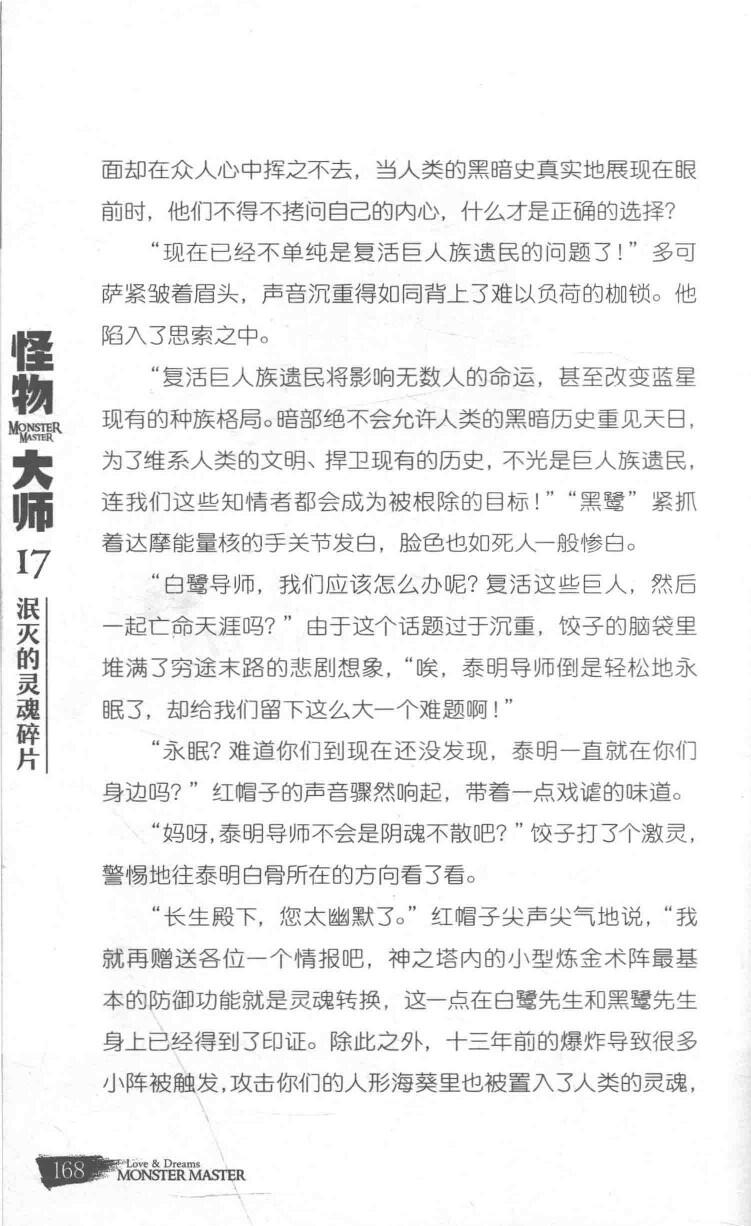 面却在众人心中挥之不去，当人类的黑暗史真实地展现在眼
前时，他们不得不拷问自己的内心，什么才是正确的选择？
“现在已经不单纯是复活巨人族遗民的问题了！”多可
萨紧皱着眉头，声音沉重得如同背上了难以负荷的枷锁。他
陷入了思索之中。
“复活巨人族遗民将影响无数人的命运，甚至改变蓝星
现有的种族格局。暗部绝不会允许人类的黑暗历史重见天日，
为了维系人类的文明、捍卫现有的历史，不光是巨人族遗民，
连我们这些知情者都会成为被根除的目标！”“黑鹭”紧抓
着达摩能量核的手关节发白，脸色也如死人一般惨白。
“白鹭导师，我们应该怎么办呢？复活这些巨人，然后
一起亡命天涯吗？”由于这个话题过于沉重，饺子的脑袋里
堆满了穷途末路的悲剧想象，“唉，泰明导师倒是轻松地永
眠了，却给我们留下这么大一个难题啊！”
“永眠？难道你们到现在还没发现，泰明一直就在你们
身边吗？”红帽子的声音骤然响起，带着一点戏谑的味道。
“妈呀，泰明导师不会是阴魂不散吧？”饺子打了个激灵，
警惕地往泰明白骨所在的方向看了看。
“长生殿下，您太幽默了。”红帽子尖声尖气地说，“我
就再赠送各位一个情报吧，神之塔内的小型炼金术阵最基
本的防御功能就是灵魂转换，这一点在白鹭先生和黑鹭先生
身上已经得到了印证。除此之外，十三年前的爆炸导致很多
小阵被触发，攻击你们的人形海葵里也被置入了人类的灵魂，
怪物
MONSTER
MASTER
大师
17
泯灭的灵魂碎片
168
Love & Dreams
MONSTER MASTER